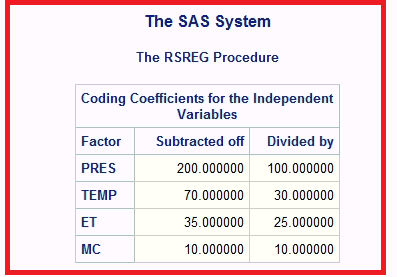 The SAS System
The RSREG Procedure
Coding Coefficients for the Independent
Variables
Factor Subtracted off Divided by
PRES 200.000000 100.000000
TEMP 70.000000 30.000000
ET 35.000000 25.000000
MC 10.000000 10.000000